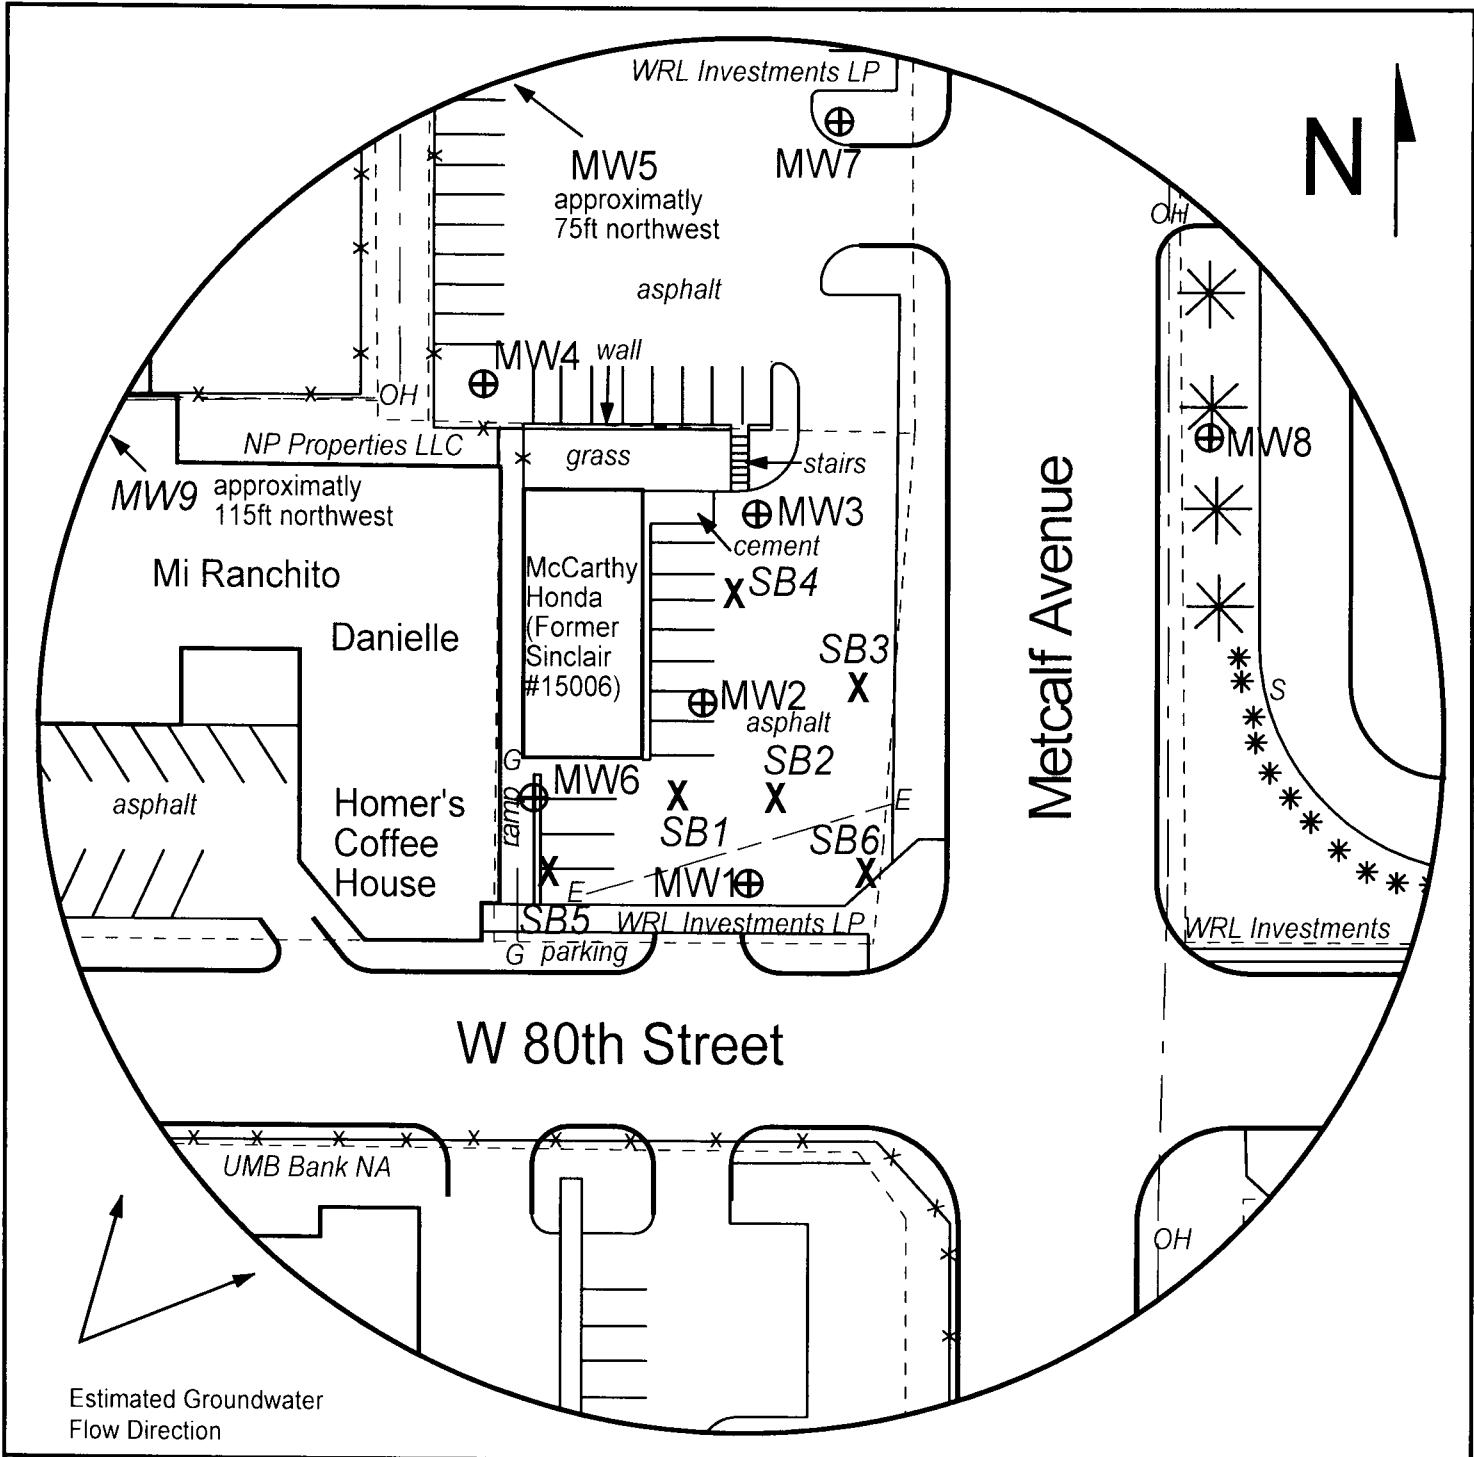 WRL Investments LP
N
MW5
approximatly
75ft northwest
MW7
OH
asphalt
MW4
wall
OH
NP Properties LLC
grass
stairs
MW8
MW9
approximatly
115ft northwest
MW3
cement
Mi Ranchito
McCarthy
Honda
(Former
Sinclair
#15006)
SB4
Danielle
SB3
Metcalf Avenue
S
MW2
asphalt
G
SB2
MW6
asphalt
ramp
E
Homer's
Coffee
House
SB1
SB6
MW1
E
SB5
WRL Investments LP
WRL Investments
G
parking
W 80th Street
UMB Bank NA
OH
Estimated Groundwater
Flow Direction